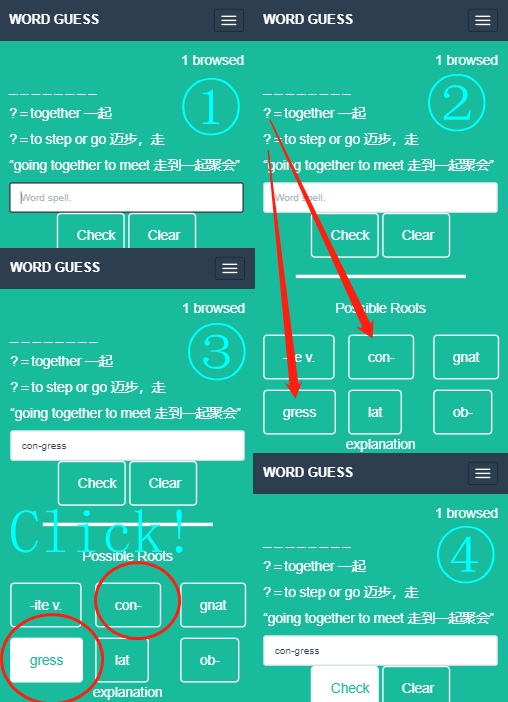 WORD GUESS
1 browsed
_ _ _ _ _ _ _ _
①
? = together 一起
? = to step or go 迈步，走
“going together to meet 走到一起聚会”
Word spell.
Check Clear
WORD GUESS
1 browsed
_ _ _ _ _ _ _ _
②
? = together 一起
? = to step or go 迈步，走
“going together to meet 走到一起聚会”
Word spell.
Check Clear
Possible Roots
-ite v. con- gnat
gress lat ob-
explanation
WORD GUESS
1 browsed
_ _ _ _ _ _ _ _
③
? = together 一起
? = to step or go 迈步，走
“going together to meet 走到一起聚会”
con-gress
Check Clear
Click!
Possible Roots
-ite v. con- gnat
gress lat ob-
explanation
WORD GUESS
1 browsed
_ _ _ _ _ _ _ _
④
? = together 一起
? = to step or go 迈步，走
“going together to meet 走到一起聚会”
con-gress
Check Clear